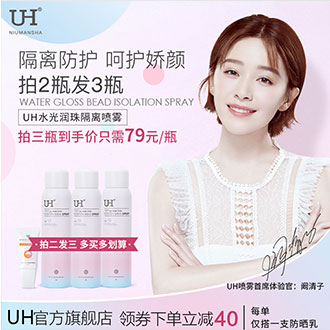 UH®
NIUMANSHA
隔离防护 呵护娇颜
拍2瓶发3瓶
WATER GLOSS BEAD ISOLATION SPRAY
UH水光润珠隔离喷雾
拍三瓶到手价只需79元/瓶
UH
UH
UH
拍二发三 多买多划算
UH喷雾首席体验官：阚清子
UH官方旗舰店 领券下单立减40
每单
仅搭一支防晒乳